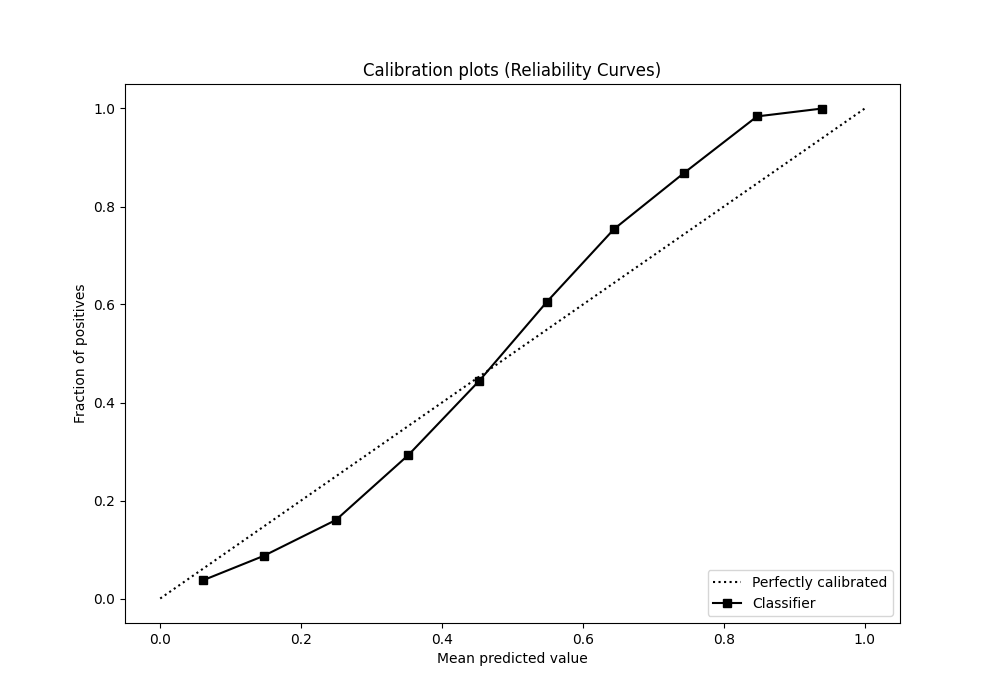 Calibration plots (Reliability Curves)
Fraction of positives
1.0
0.8
0.6
0.4
0.2
0.0
0.0 0.2 0.4 0.6 0.8 1.0
Mean predicted value
Perfectly calibrated
Classifier